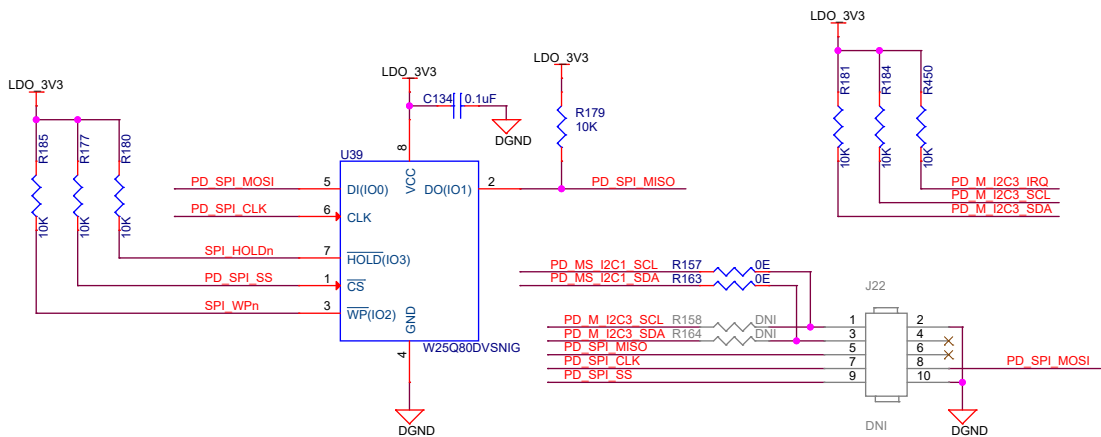 LDO_3V3
R185
R177
R180
10K
10K
10K
LDO_3V3
C134
0.1uF
DGND
LDO_3V3
R179
10K
LDO_3V3
R181
R184
R450
10K
10K
10K
PD_M_I2C3_IRQ
PD_M_I2C3_SCL
PD_M_I2C3_SDA
U39
8
VCC
PD_SPI_MOSI
5
DI(IO0)
DO(IO1)
2
PD_SPI_MISO
PD_SPI_CLK
6
CLK
SPI_HOLDn
7
HOLD(IO3)
PD_SPI_SS
1
CS
SPI_WPn
3
WP(IO2)
GND
4
W25Q80DVSNIG
DGND
PD_MS_I2C1_SCL
R157
0E
PD_MS_I2C1_SDA
R163
0E
J22
PD_M_I2C3_SCL
R158
DNI
1
2
PD_M_I2C3_SDA
R164
DNI
3
4
PD_SPI_MISO
5
6
PD_SPI_CLK
7
8
PD_SPI_MOSI
PD_SPI_SS
9
10
DNI
DGND